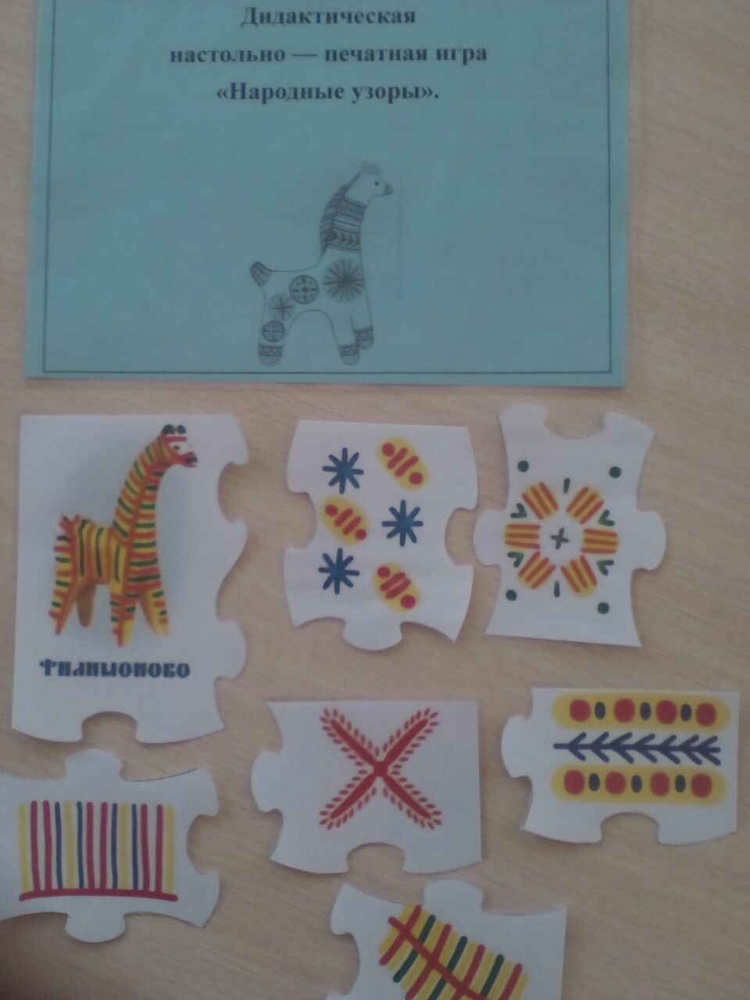 Дидактическая
настольно — печатная игра
«Народные узоры».
Филимоново